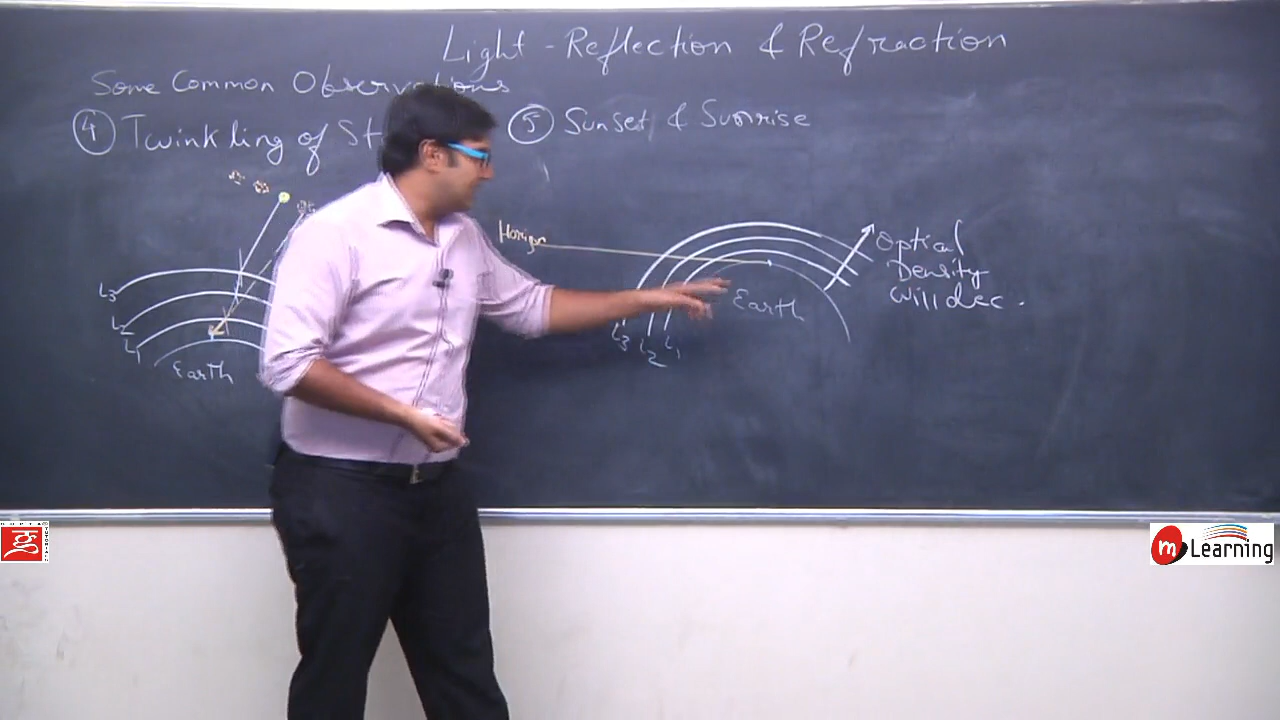 Light - Reflection & Refraction
Some Common Observations
④ Twinkling of St
⑤ Sunset & Sunrise
L3
L2
L1
Earth
Horizon
Earth
L3
L2
L1
Optical
Density
will dec.
m Learning